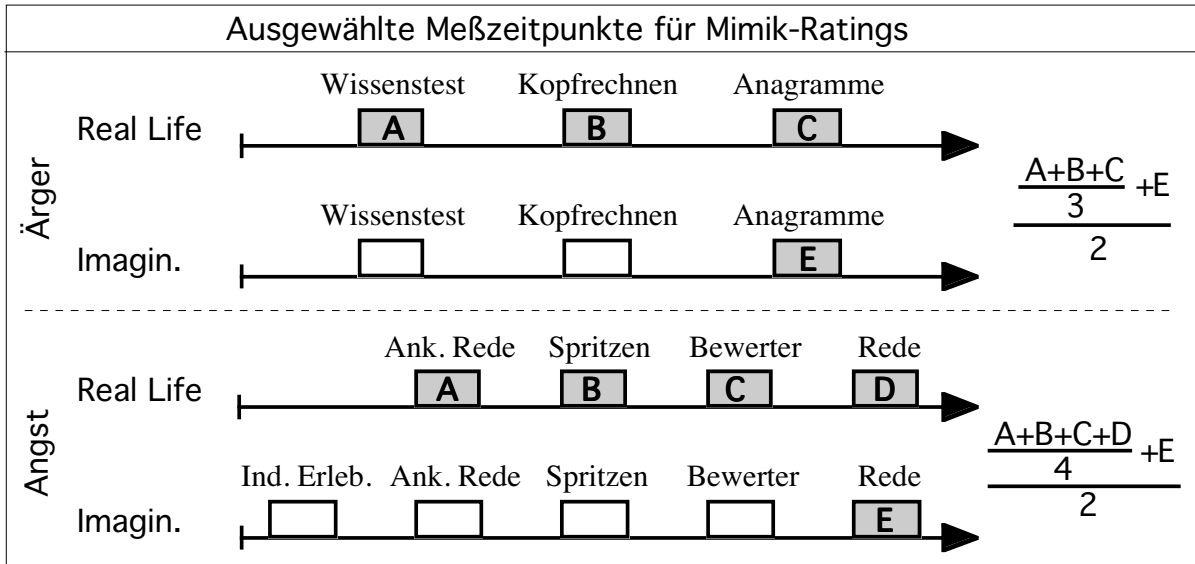 Ausgewählte Meßzeitpunkte für Mimik-Ratings
Ärger
Wissenstest Kopfrechnen Anagramme
Real Life A B C
Wissenstest Kopfrechnen Anagramme
Imagin. E
A+B+C
3
+E
2
Angst
Ank. Rede Spritzen Bewerter Rede
Real Life A B C D
Ind. Erleb. Ank. Rede Spritzen Bewerter Rede
Imagin. E
A+B+C+D
4
+E
2